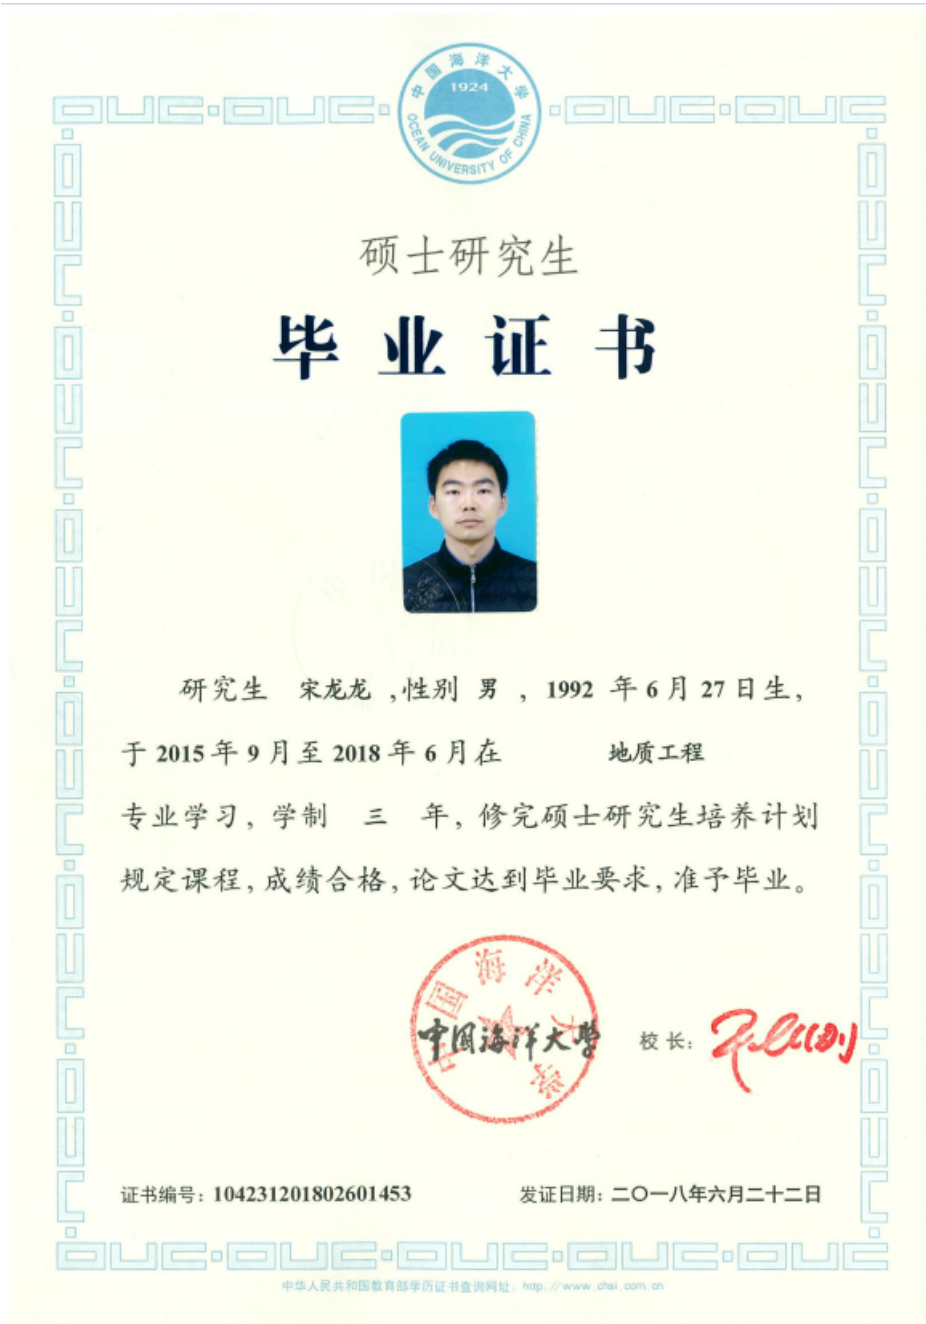 中国海洋大学
1924
OCEAN UNIVERSITY OF CHINA
硕士研究生
毕业证书
研究生 宋龙龙 ,性别 男 , 1992 年 6 月 27 日生,
于 2015 年 9 月至 2018 年 6 月在 地质工程
专业学习, 学制 三 年, 修完硕士研究生培养计划
规定课程, 成绩合格, 论文达到毕业要求, 准予毕业。
中国海洋大学
中国海洋大學 校长:
证书编号: 104231201802601453 发证日期: 二〇一八年六月二十二日
中华人民共和国教育部学历证书查询网址: http://www.chsi.com.cn